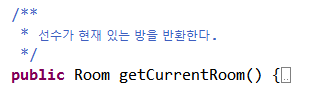 /**
 * 선수가 현재 있는 방을 반환한다.
 */
public Room getCurrentRoom() {..